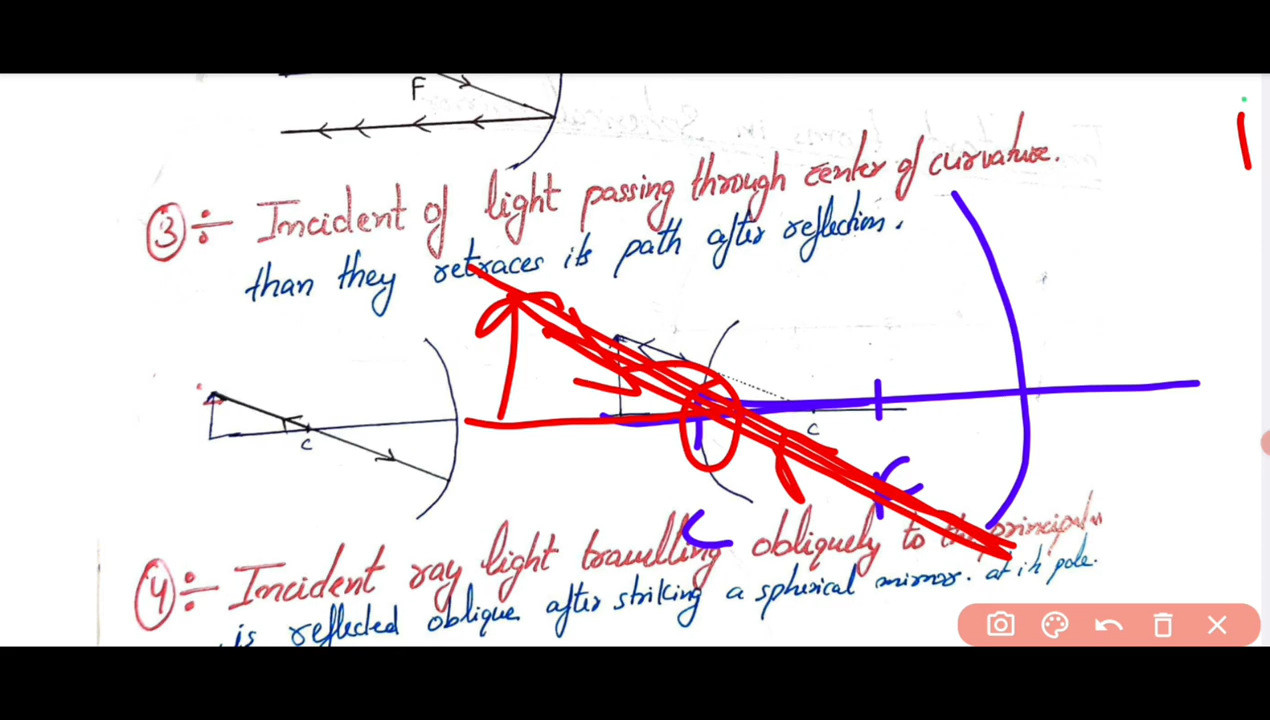 F
③÷ Incident of light passing through center of curvature.
than they retraces its path after reflection.
C
C
C
F
④÷ Incident ray light travelling obliquely to the principal
is reflected oblique after striking a spherical mirror. at its pole.
i